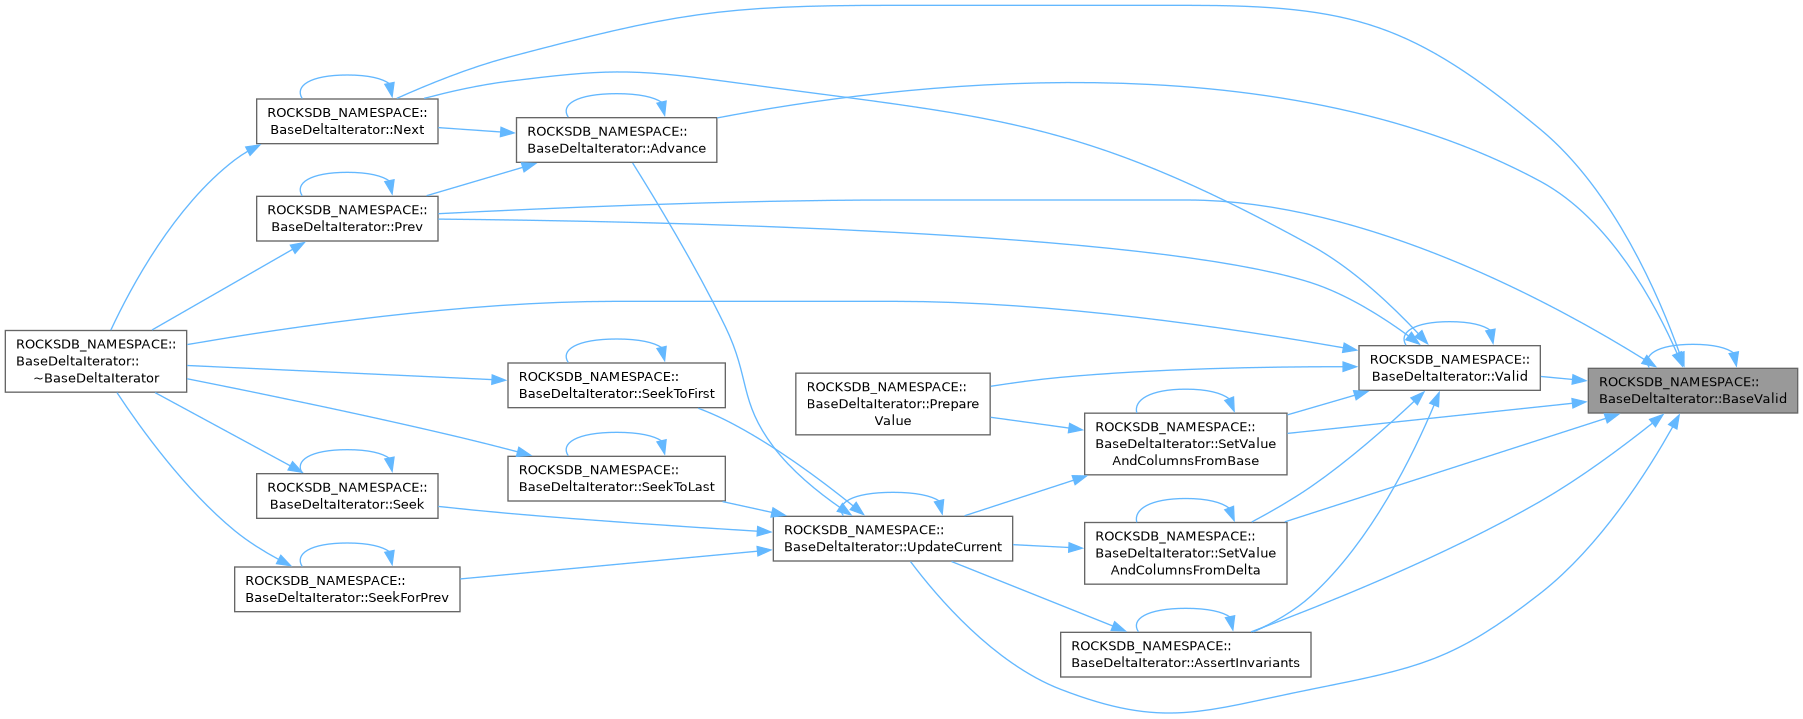 ROCKSDB_NAMESPACE::
BaseDeltaIterator::Next
ROCKSDB_NAMESPACE::
BaseDeltaIterator::Advance
ROCKSDB_NAMESPACE::
BaseDeltaIterator::Prev
ROCKSDB_NAMESPACE::
BaseDeltaIterator::
~BaseDeltaIterator
ROCKSDB_NAMESPACE::
BaseDeltaIterator::SeekToFirst
ROCKSDB_NAMESPACE::
BaseDeltaIterator::Prepare
Value
ROCKSDB_NAMESPACE::
BaseDeltaIterator::Valid
ROCKSDB_NAMESPACE::
BaseDeltaIterator::BaseValid
ROCKSDB_NAMESPACE::
BaseDeltaIterator::SetValue
AndColumnsFromBase
ROCKSDB_NAMESPACE::
BaseDeltaIterator::SeekToLast
ROCKSDB_NAMESPACE::
BaseDeltaIterator::Seek
ROCKSDB_NAMESPACE::
BaseDeltaIterator::UpdateCurrent
ROCKSDB_NAMESPACE::
BaseDeltaIterator::SetValue
AndColumnsFromDelta
ROCKSDB_NAMESPACE::
BaseDeltaIterator::SeekForPrev
ROCKSDB_NAMESPACE::
BaseDeltaIterator::AssertInvariants